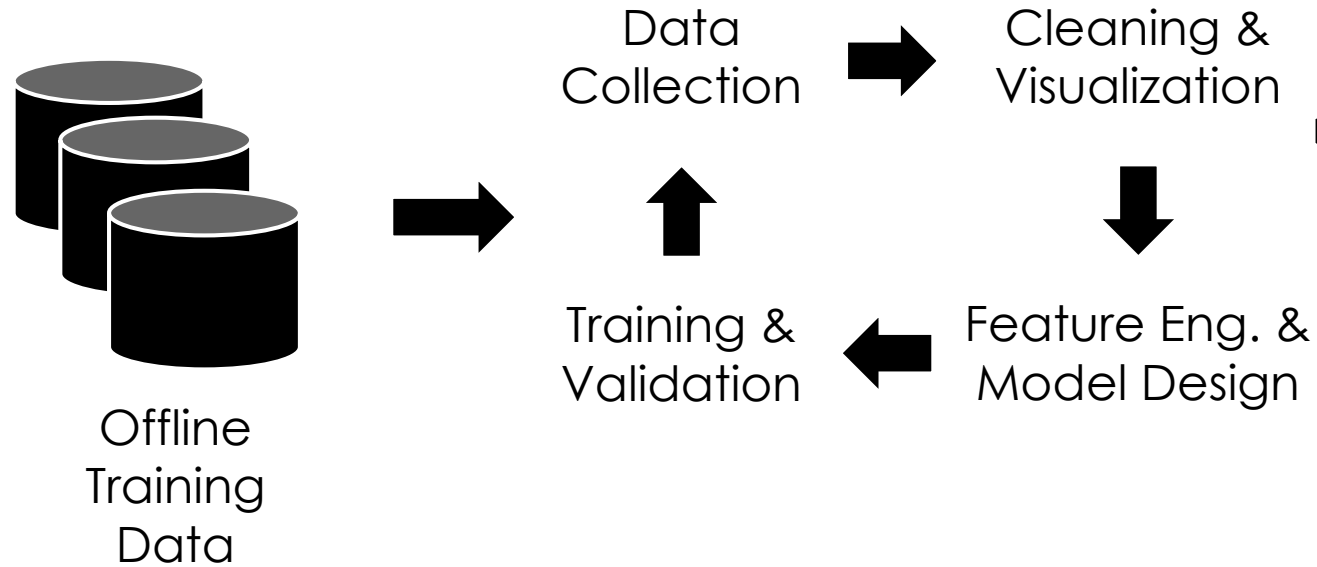 Data
Collection
Cleaning &
Visualization
Training &
Validation
Feature Eng. &
Model Design
Offline
Training
Data